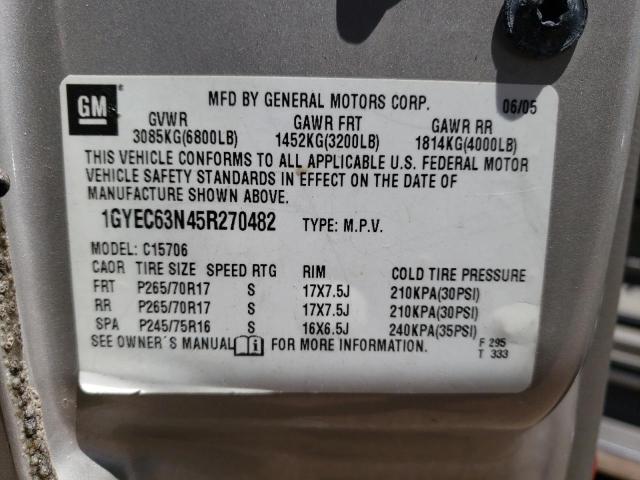 GM ®
MFD BY GENERAL MOTORS CORP. 06/05
GVWR GAWR FRT GAWR RR
3085KG(6800LB) 1452KG(3200LB) 1814KG(4000LB)
THIS VEHICLE CONFORMS TO ALL APPLICABLE U.S. FEDERAL MOTOR
VEHICLE SAFETY STANDARDS IN EFFECT ON THE DATE OF
MANUFACTURE SHOWN ABOVE.
1GYEC63N45R270482 TYPE: M.P.V.
MODEL: C15706
CAOR TIRE SIZE SPEED RTG RIM COLD TIRE PRESSURE
FRT P265/70R17 S 17X7.5J 210KPA(30PSI)
RR P265/70R17 S 17X7.5J 210KPA(30PSI)
SPA P245/75R16 S 16X6.5J 240KPA(35PSI)
SEE OWNER'S MANUAL i FOR MORE INFORMATION. F 295
T 333